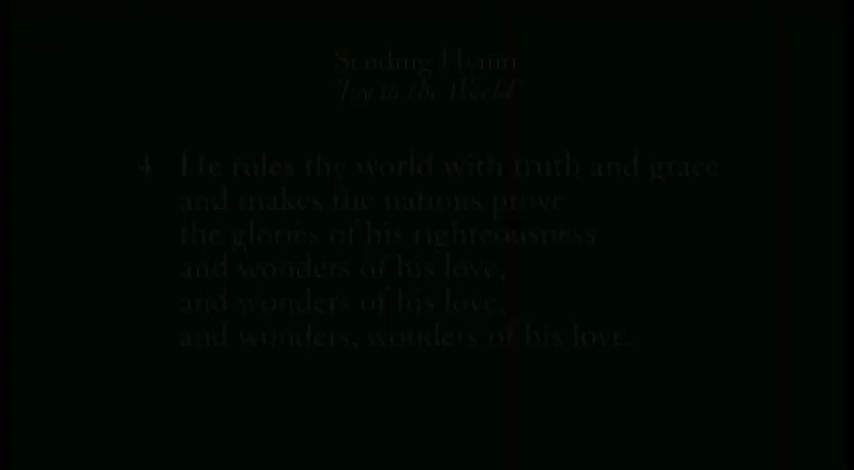 Sending Hymn
Joy to the World
4 He rules the world with truth and grace
and makes the nations prove
the glories of his righteousness
and wonders of his love,
and wonders of his love,
and wonders, wonders of his love.